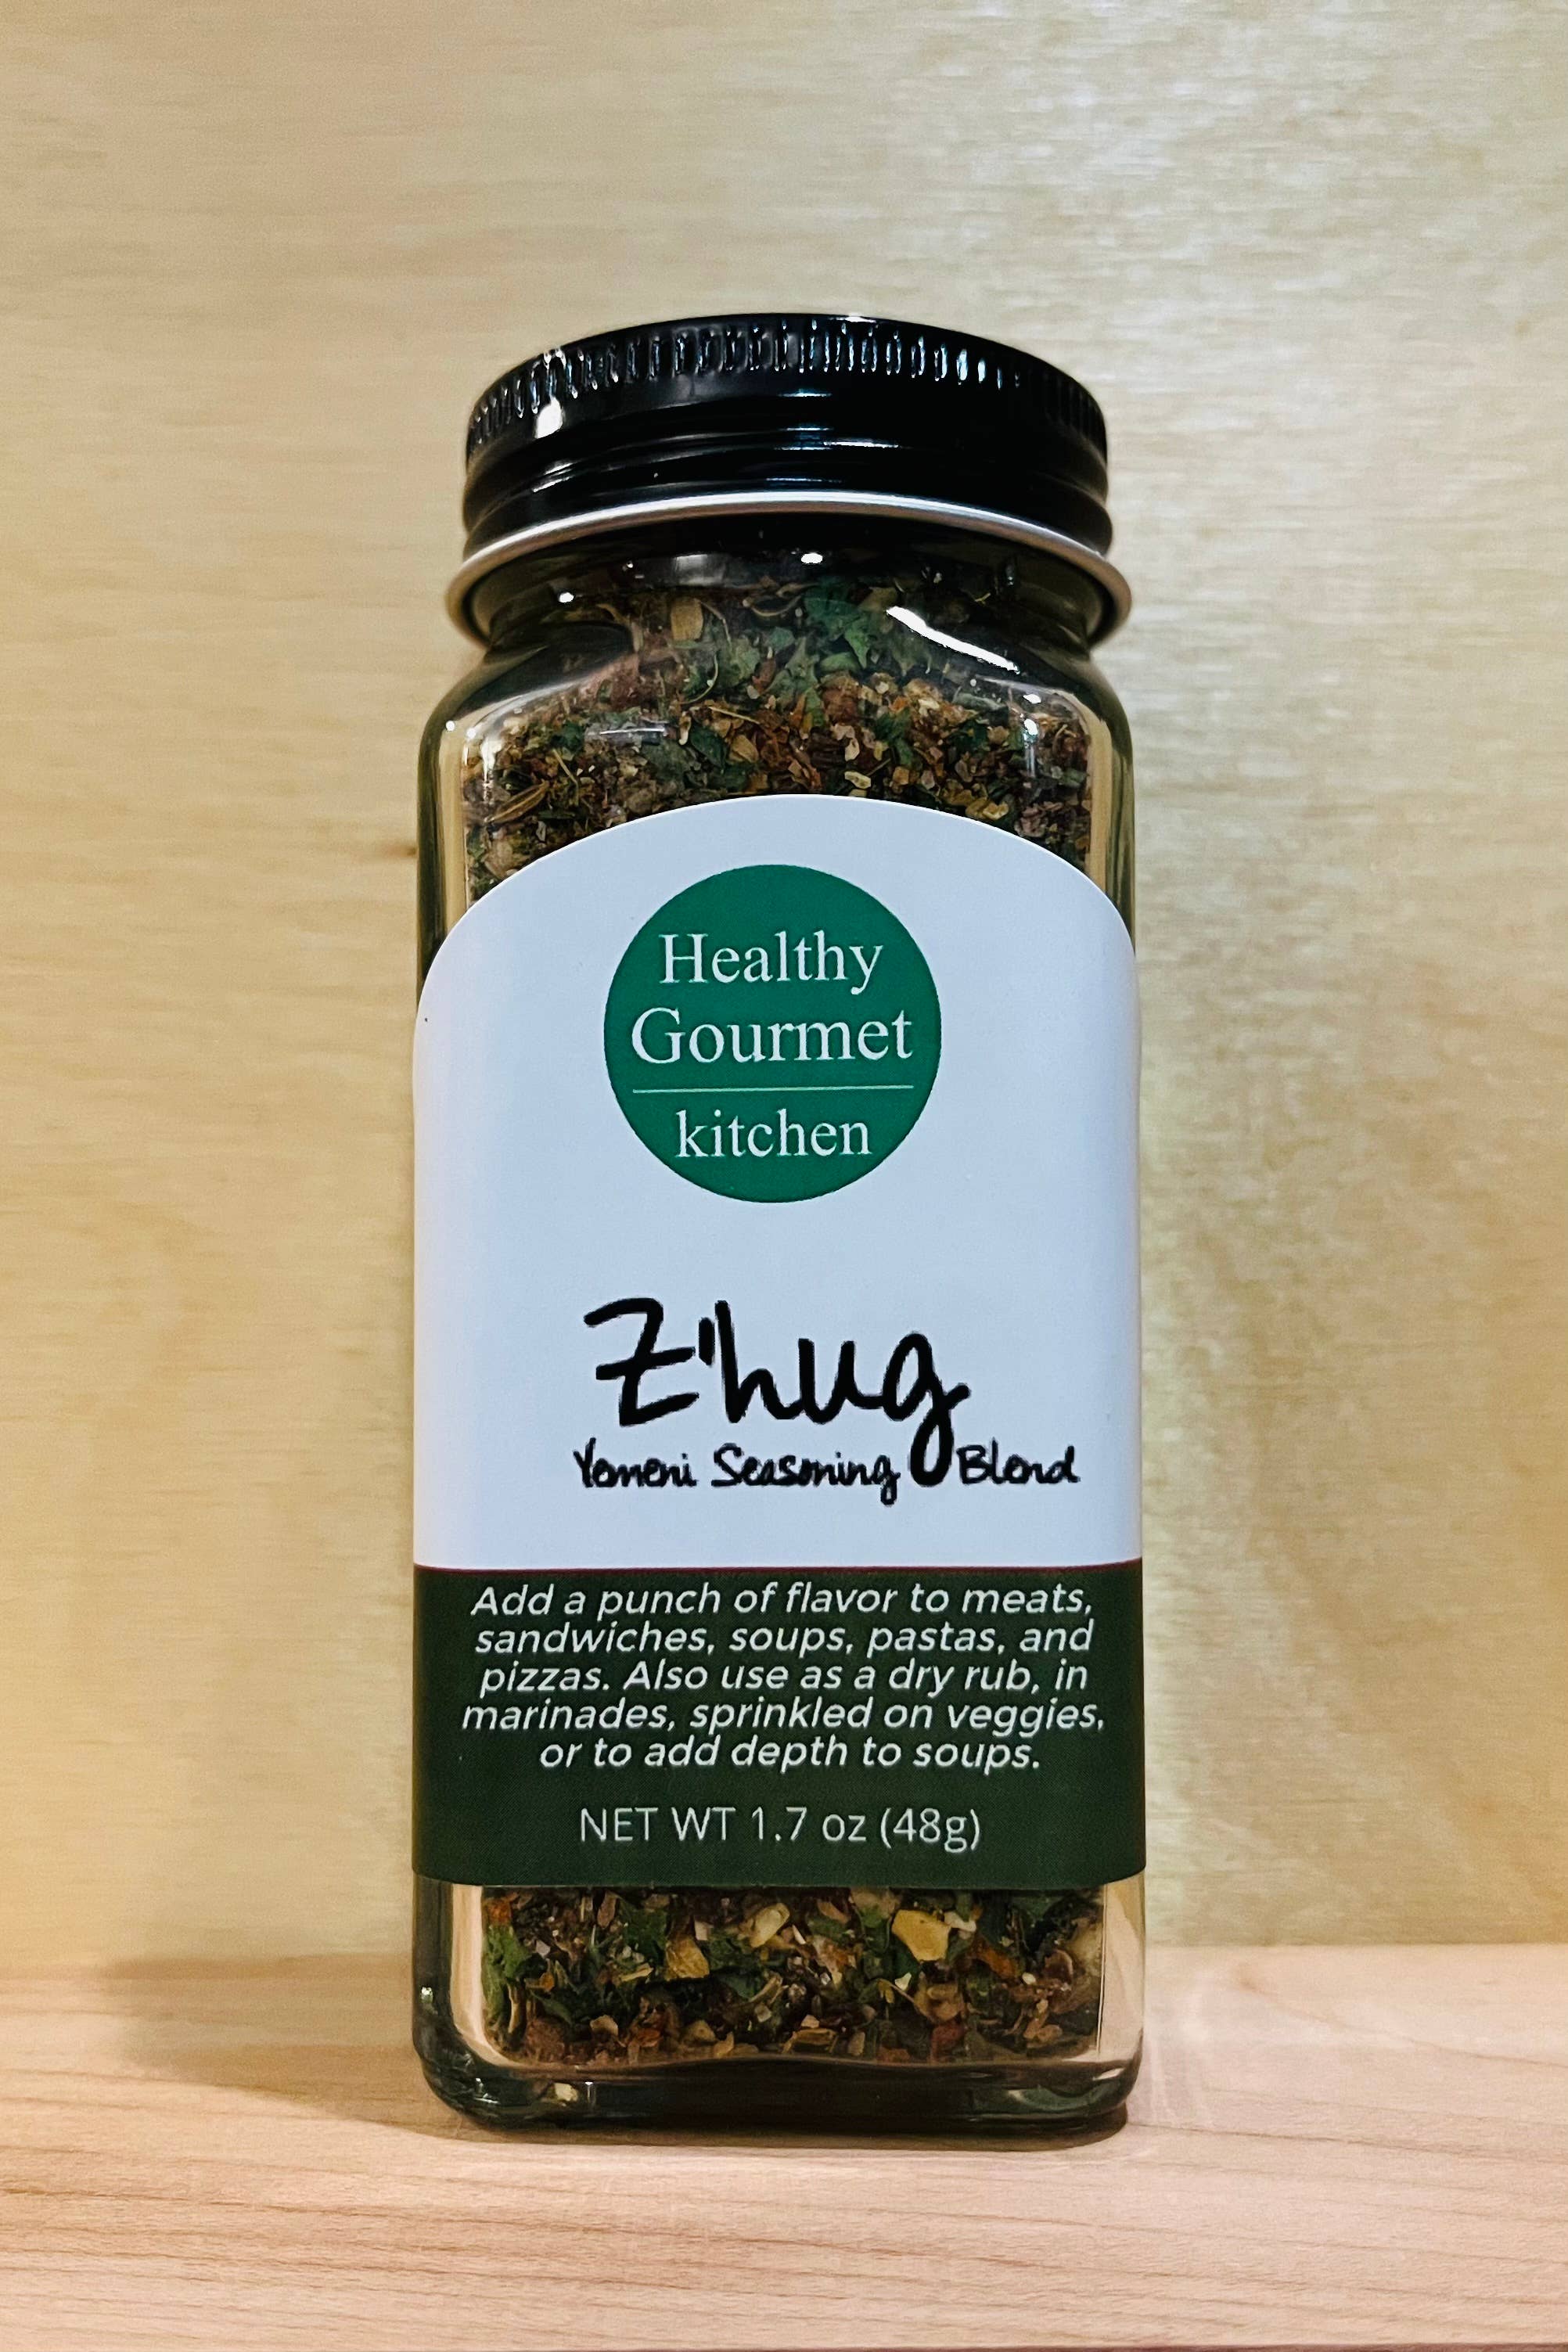 Healthy
Gourmet
kitchen
Z'hug
Yemeni Seasoning Blend
Add a punch of flavor to meats,
sandwiches, soups, pastas, and
pizzas. Also use as a dry rub, in
marinades, sprinkled on veggies,
or to add depth to soups.
NET WT 1.7 oz (48g)